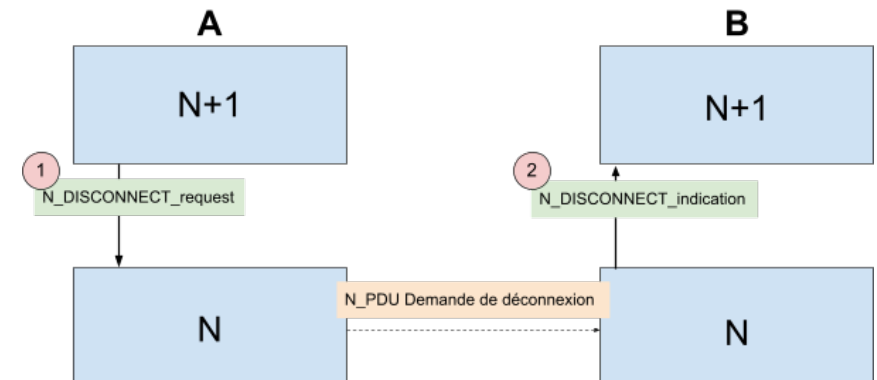 A
B
N+1
N+1
1
N_DISCONNECT_request
2
N_DISCONNECT_indication
N_PDU Demande de déconnexion
N
N